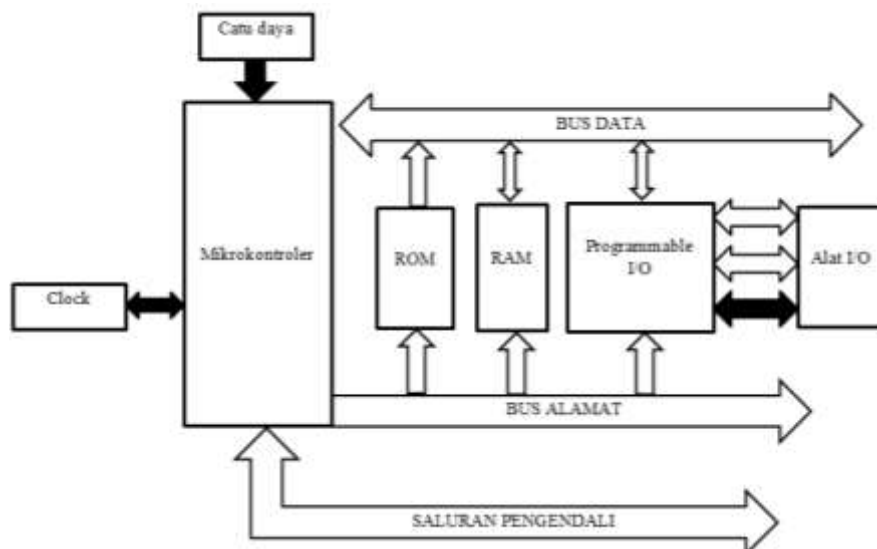 Catu daya
BUS DATA
Mikrokontroler
ROM
RAM
Programmable
I/O
Alat I/O
Clock
BUS ALAMAT
SALURAN PENGENDALI